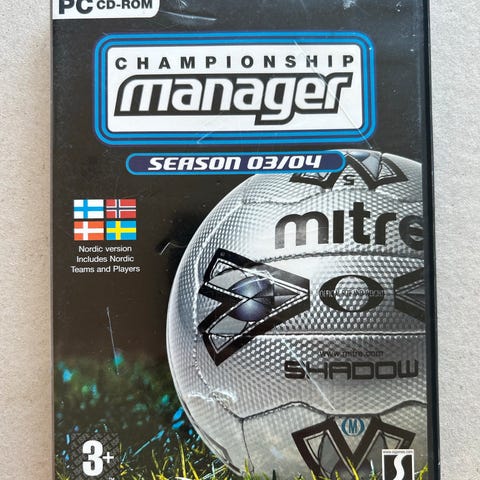 PC CD-ROM
CHAMPIONSHIP
manager
SEASON 03/04
Nordic version
Includes Nordic
Teams and Players
mitre
www.mitre.com
SHADOW
M
3+
S